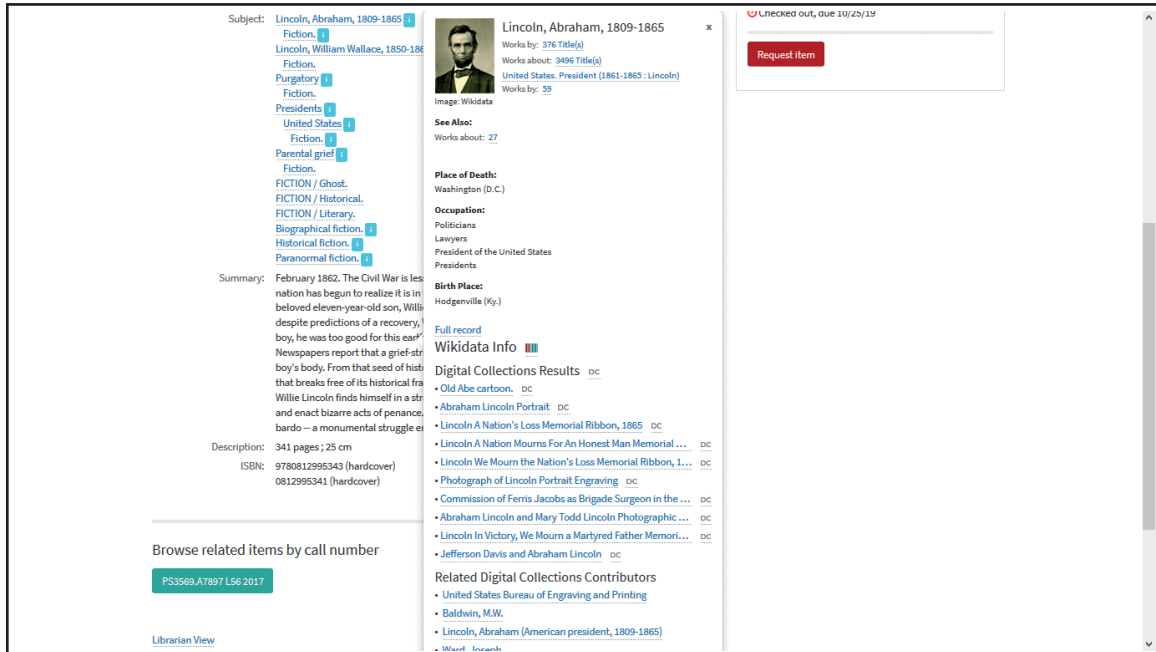 Subject: Lincoln, Abraham, 1809-1865 i
Fiction. i
Lincoln, William Wallace, 1850-186
Fiction.
Purgatory i
Fiction.
Presidents i
United States i
Fiction. i
Parental grief i
Fiction.
FICTION / Ghost.
FICTION / Historical.
FICTION / Literary.
Biographical fiction. i
Historical fiction. i
Paranormal fiction. i
Summary: February 1862. The Civil War is les
nation has begun to realize it is in
beloved eleven-year-old son, Willi
despite predictions of a recovery,
boy, he was too good for this eart
Newspapers report that a grief-str
boy's body. From that seed of hist
that breaks free of its historical fra
Willie Lincoln finds himself in a str
and enact bizarre acts of penance.
bardo -- a monumental struggle e
Description: 341 pages ; 25 cm
ISBN: 9780812995343 (hardcover)
0812995341 (hardcover)
Browse related items by call number
PS3569.A7897 L56 2017
Librarian View
Lincoln, Abraham, 1809-1865 x
Works by: 376 Title(s)
Works about: 3496 Title(s)
United States. President (1861-1865 : Lincoln)
Works by: 59
Image: Wikidata
See Also:
Works about: 27
Place of Death:
Washington (D.C.)
Occupation:
Politicians
Lawyers
President of the United States
Presidents
Birth Place:
Hodgenville (Ky.)
Full record
Wikidata Info
Digital Collections Results DC
• Old Abe cartoon. DC
• Abraham Lincoln Portrait DC
• Lincoln A Nation's Loss Memorial Ribbon, 1865 DC
• Lincoln A Nation Mourns For An Honest Man Memorial ... DC
• Lincoln We Mourn the Nation's Loss Memorial Ribbon, 1... DC
• Photograph of Lincoln Portrait Engraving DC
• Commission of Ferris Jacobs as Brigade Surgeon in the ... DC
• Abraham Lincoln and Mary Todd Lincoln Photographic ... DC
• Lincoln In Victory, We Mourn a Martyred Father Memori... DC
• Jefferson Davis and Abraham Lincoln DC
Related Digital Collections Contributors
• United States Bureau of Engraving and Printing
• Baldwin, M.W.
• Lincoln, Abraham (American president, 1809-1865)
• Ward, Joseph
Checked out, due 10/25/19
Request item